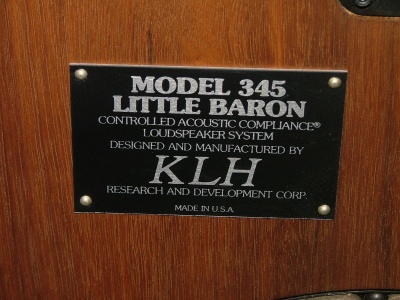 MODEL 345
LITTLE BARON
CONTROLLED ACOUSTIC COMPLIANCE®
LOUDSPEAKER SYSTEM
DESIGNED AND MANUFACTURED BY
KLH
RESEARCH AND DEVELOPMENT CORP.
MADE IN U.S.A.